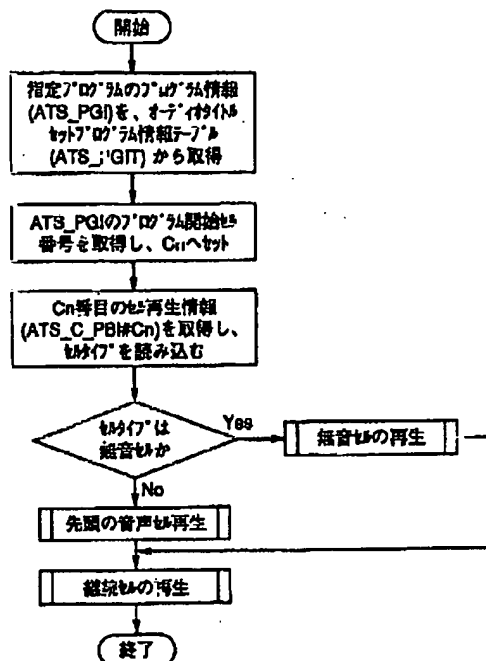 開始
指定プログラムのプログラム情報
(ATS_PGI)を、オーディオタイトル
セットプログラム情報テーブル
から取得
ATS_PGIのプログラム開始セル
番号を取得し、Cnへセット
Cn番目のセル再生情報
(ATS_C_PBI#Cn)を取得し、
セルタイプを読み込む
セルタイプは
無音セルか
Yes
無音セルの再生
No
先頭の音声セル再生
継続セルの再生
終了